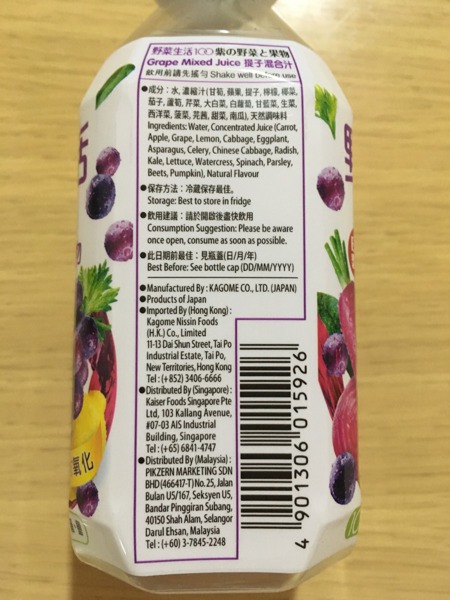 野菜生活100 紫の野菜と果物
Grape Mixed Juice 提子混合汁
飲用前請先搖勻 Shake well before use
●成分：水, 濃縮汁 (甘筍, 蘋果, 提子, 檸檬, 椰菜,
茄子, 蘆筍, 芹菜, 大白菜, 白蘿蔔, 甘藍菜, 生菜,
西洋菜, 菠菜, 芫茜, 甜菜, 南瓜), 天然調味料
Ingredients: Water, Concentrated Juice (Carrot,
Apple, Grape, Lemon, Cabbage, Eggplant,
Asparagus, Celery, Chinese Cabbage, Radish,
Kale, Lettuce, Watercress, Spinach, Parsley,
Beets, Pumpkin), Natural Flavour
●保存方法：冷藏保存最佳。
Storage: Best to store in fridge
●飲用建議：請於開啟後盡快飲用
Consumption Suggestion: Please be aware
once open, consume as soon as possible.
●此日期前最佳：見瓶蓋(日/月/年)
Best Before: See bottle cap (DD/MM/YYYY)
●Manufactured By : KAGOME CO., LTD. (JAPAN)
●Products of Japan
●Imported By (Hong Kong) :
Kagome Nissin Foods
(H.K.) Co., Limited
11-13 Dai Shun Street, Tai Po
Industrial Estate, Tai Po,
New Territories, Hong Kong
Tel : (+852) 3406-6666
●Distributed By (Singapore) :
Kaiser Foods Singapore Pte
Ltd, 103 Kallang Avenue,
#07-03 AIS Industrial
Building, Singapore
Tel : (+65) 6841-4747
●Distributed By (Malaysia) :
PIKZERN MARKETING SDN
BHD (466417-T) No.25, Jalan
Bulan U5/167, Seksyen U5,
Bandar Pinggiran Subang,
40150 Shah Alam, Selangor
Darul Ehsan, Malaysia
Tel : (+60) 3-7845-2248
4 901306 015926
氧化